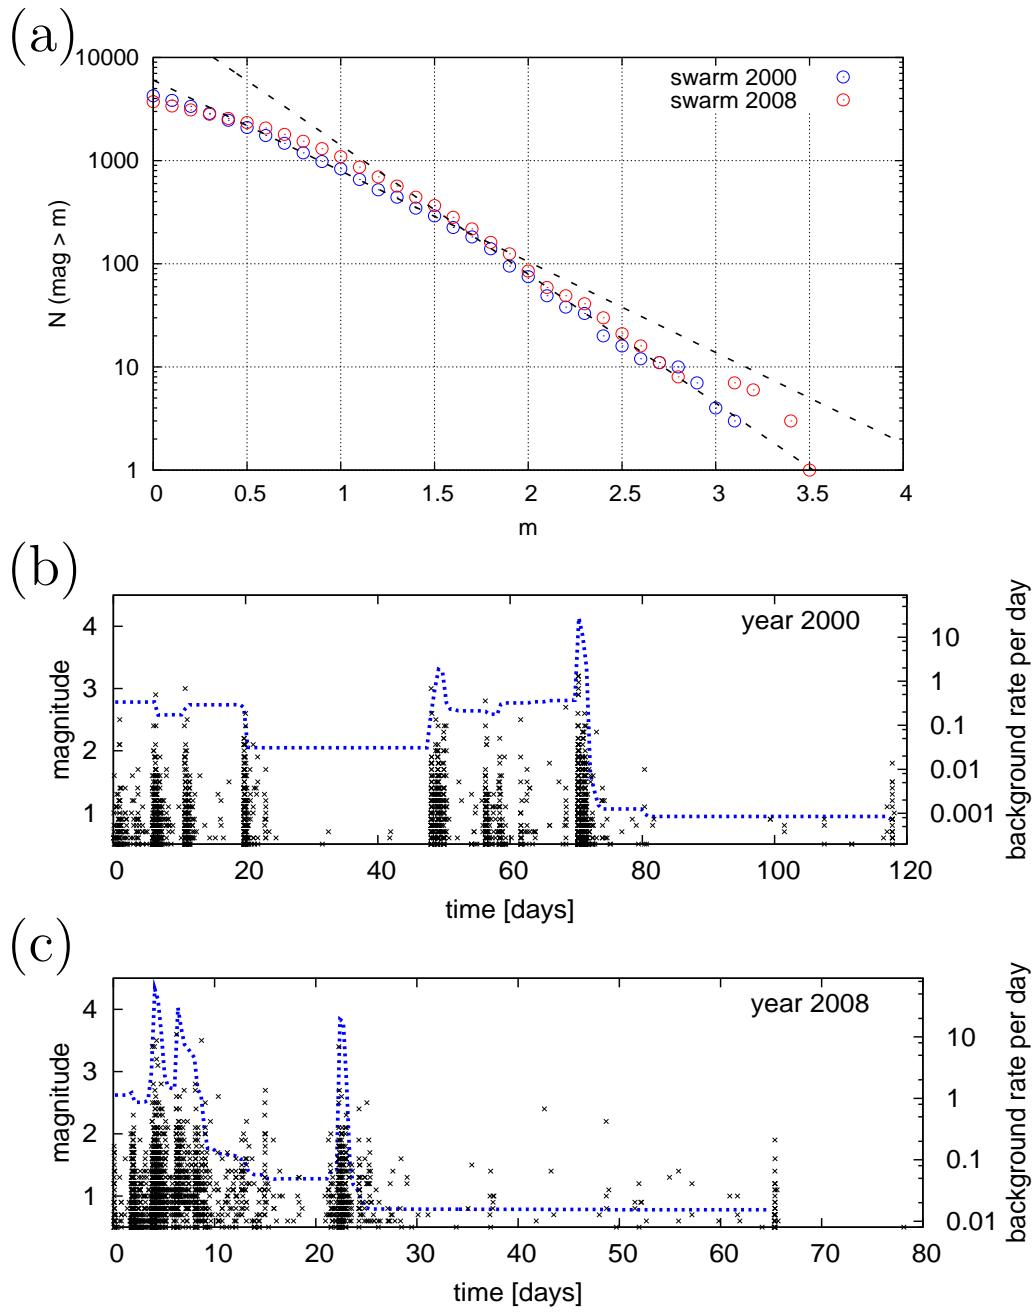 (a)
10000
1000
100
10
1
N (mag > m)
swarm 2000
swarm 2008
0 0.5 1 1.5 2 2.5 3 3.5 4
m
(b)
4
3
2
1
magnitude
year 2000
10
1
0.1
0.01
0.001
background rate per day
0 20 40 60 80 100 120
time [days]
(c)
4
3
2
1
magnitude
year 2008
10
1
0.1
0.01
background rate per day
0 10 20 30 40 50 60 70 80
time [days]